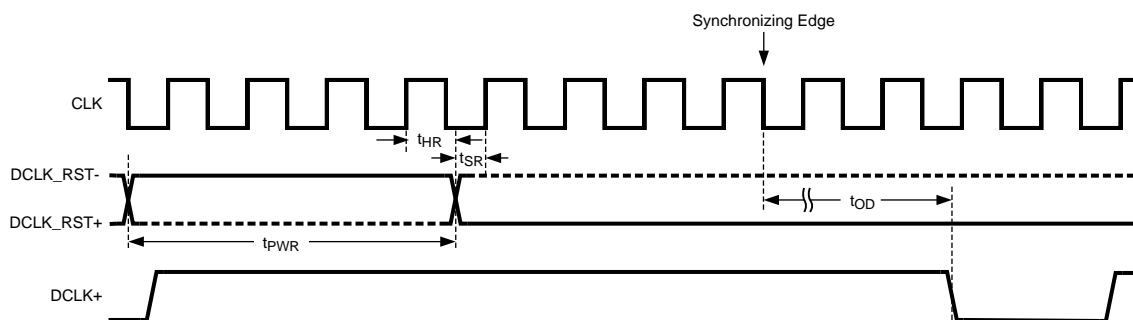 Synchronizing Edge
CLK
tHR
tSR
DCLK_RST-
tOD
DCLK_RST+
tPWR
DCLK+